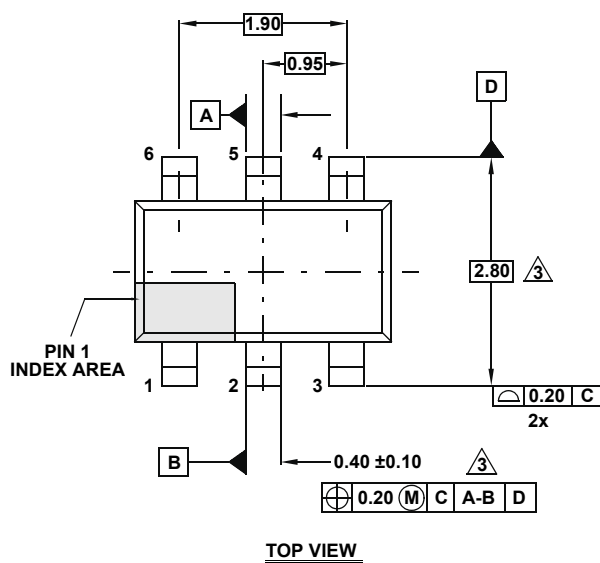 1.90
0.95
A
D
6
5
4
2.80
3
PIN 1
INDEX AREA
1
2
3
0.20 C
2x
B
0.40 ±0.10
3
0.20 M C A-B D
TOP VIEW